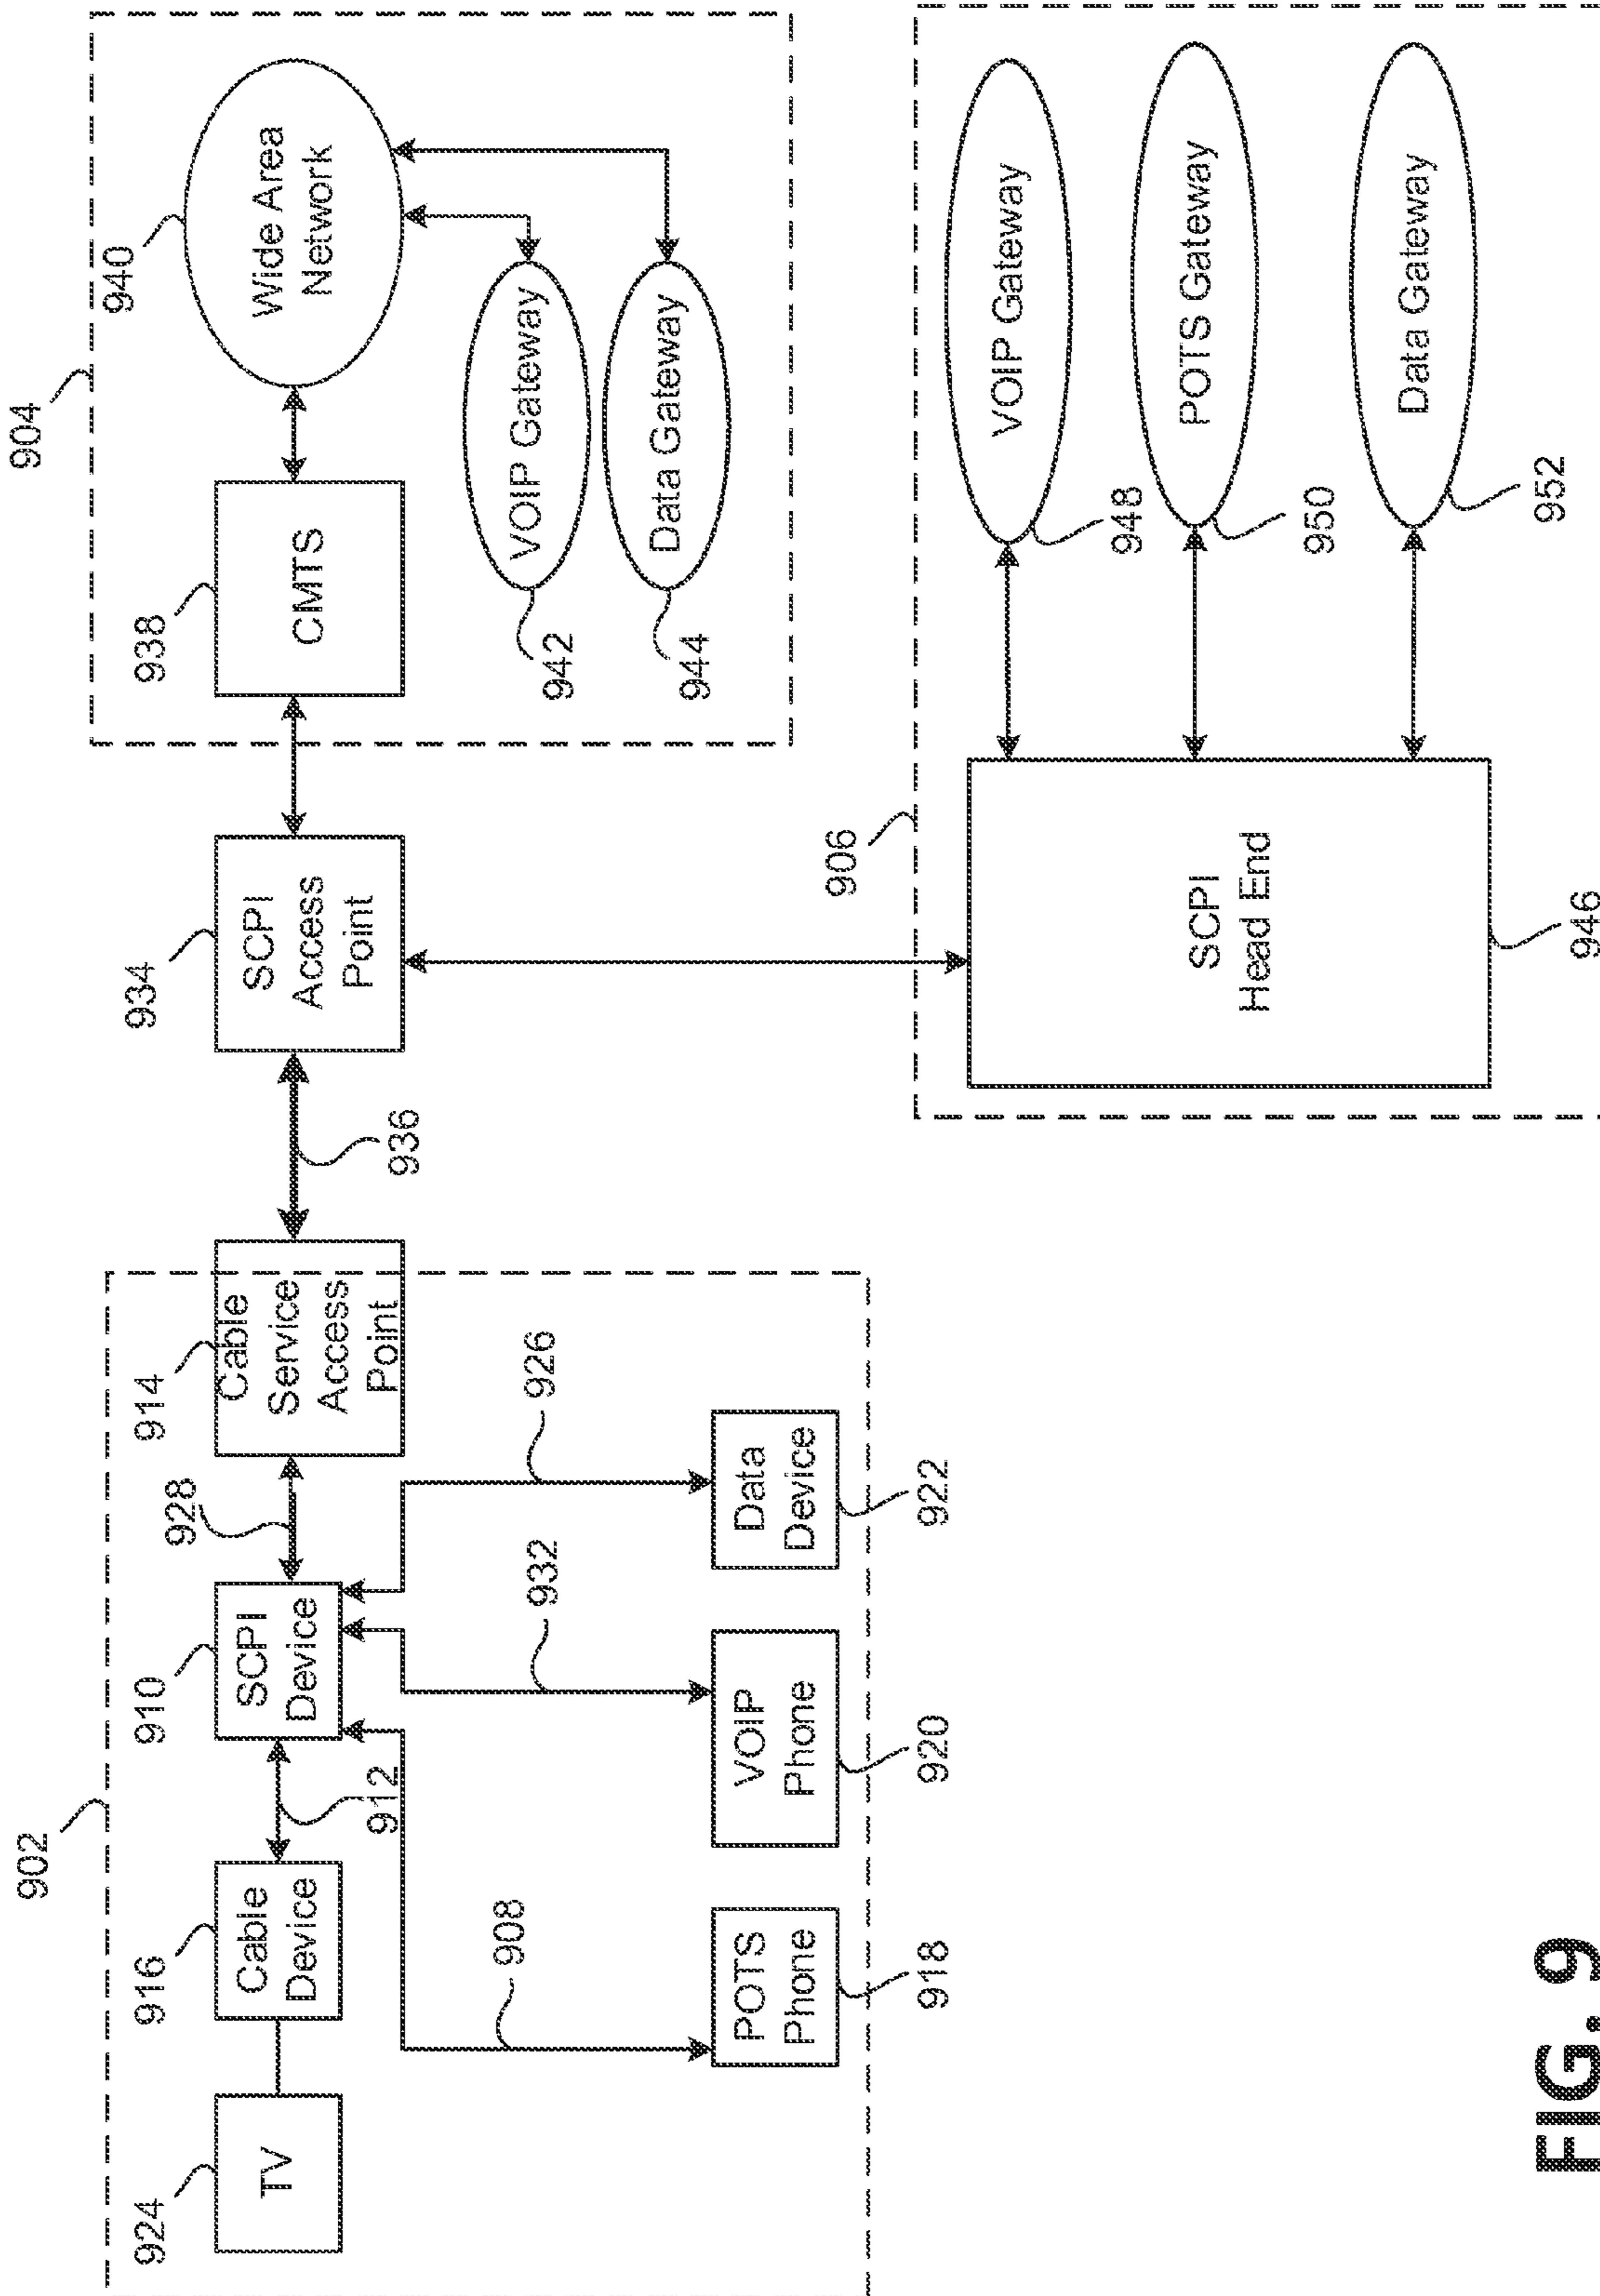 902
924
TV
916
Cable
Device
912
910
SCPI
Device
928
914
Cable
Service
Access
Point
908
932
926
POTS
Phone
918
VOIP
Phone
920
Data
Device
922
936
934
SCPI
Access
Point
904
938
CMTS
940
Wide Area
Network
VOIP Gateway
942
Data Gateway
944
906
SCPI
Head End
946
VOIP Gateway
948
POTS Gateway
950
Data Gateway
952
FIG. 9